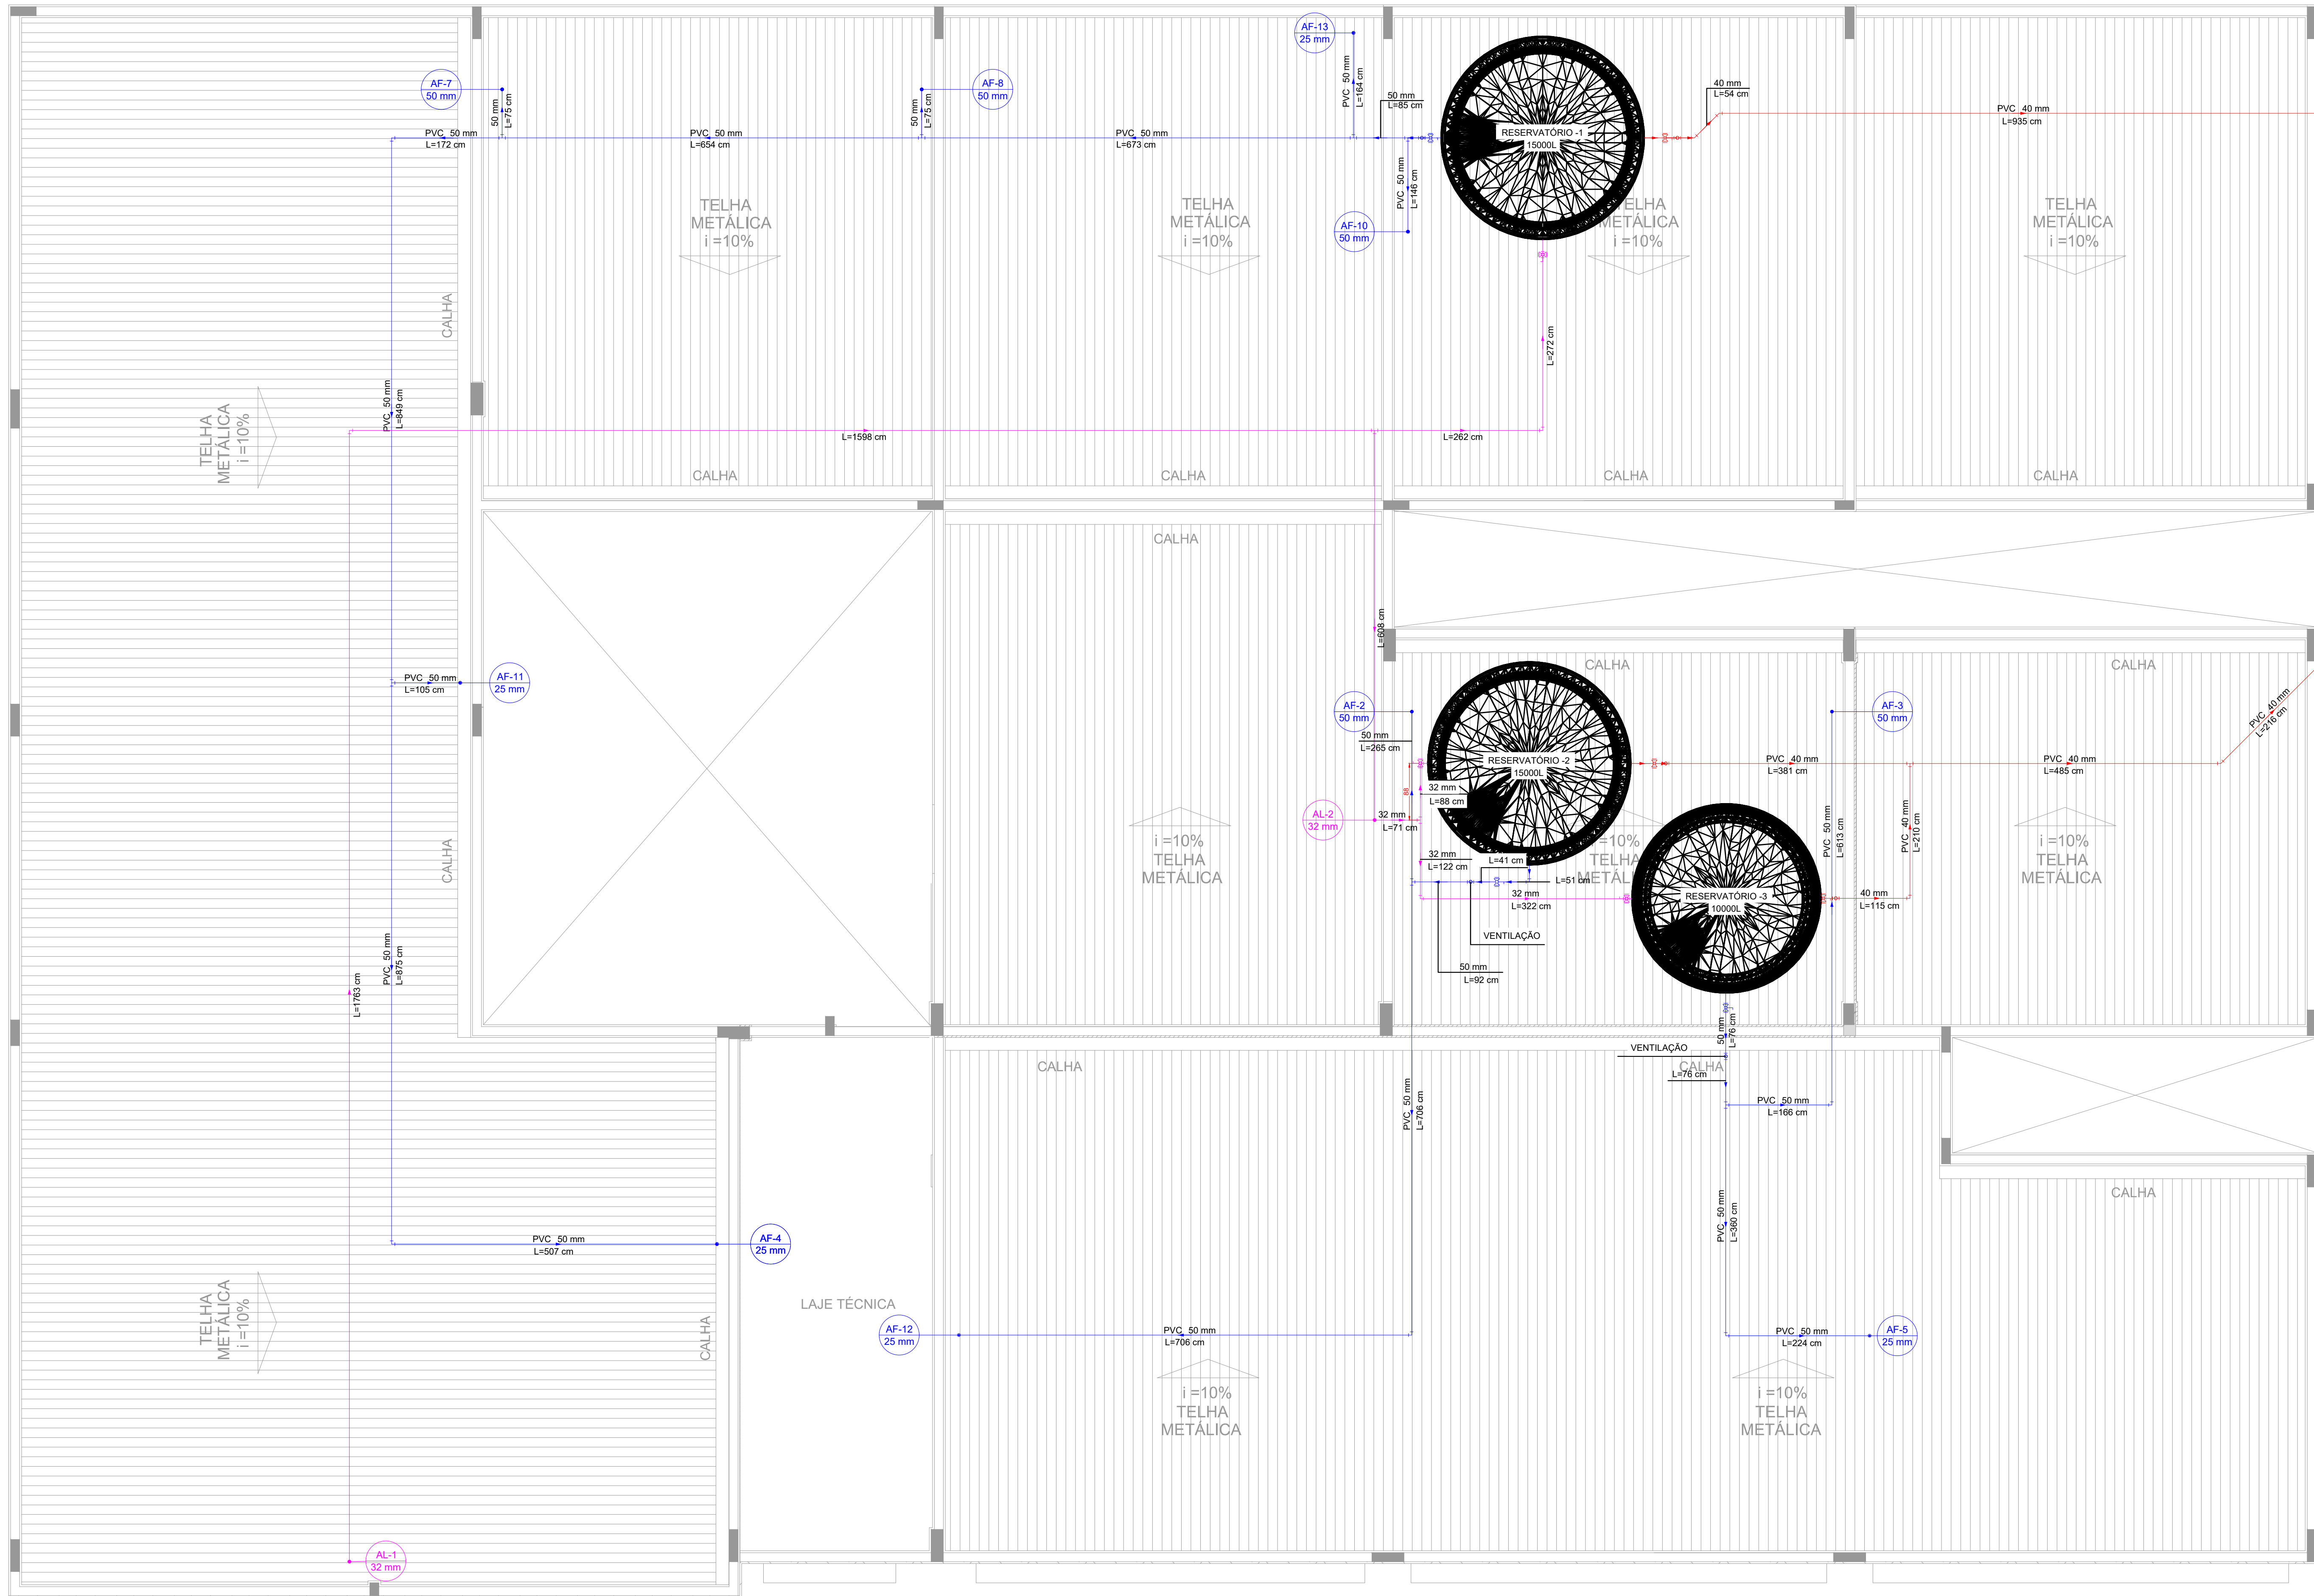 AF-13
25 mm
AF-7
50 mm
50 mm
L=75 cm
50 mm
L=75 cm
AF-8
50 mm
PVC 50 mm
L=164 cm
50 mm
L=85 cm
40 mm
L=54 cm
PVC 40 mm
L=935 cm
PVC 50 mm
L=172 cm
PVC 50 mm
L=654 cm
PVC 50 mm
L=673 cm
RESERVATÓRIO -1
15000L
PVC 50 mm
L=146 cm
AF-10
50 mm
TELHA
METÁLICA
i =10%
TELHA
METÁLICA
i =10%
TELHA
METÁLICA
i =10%
TELHA
METÁLICA
i =10%
CALHA
L=272 cm
PVC 50 mm
L=849 cm
TELHA
METÁLICA
i =10%
L=1598 cm
L=262 cm
CALHA
CALHA
CALHA
CALHA
CALHA
L=608 cm
CALHA
CALHA
PVC 50 mm
L=105 cm
AF-11
25 mm
AF-2
50 mm
AF-3
50 mm
PVC 40 mm
L=216 cm
50 mm
L=265 cm
RESERVATÓRIO -2
15000L
PVC 40 mm
L=381 cm
PVC 40 mm
L=485 cm
88
32 mm
L=88 cm
AL-2
32 mm
32 mm
L=71 cm
PVC 50 mm
L=613 cm
PVC 40 mm
L=210 cm
CALHA
i =10%
TELHA
METÁLICA
i =10%
TELHA
METÁLICA
i =10%
TELHA
METÁLICA
32 mm
L=122 cm
L=41 cm
L=51 cm
32 mm
L=322 cm
RESERVATÓRIO -3
10000L
40 mm
L=115 cm
VENTILAÇÃO
50 mm
L=92 cm
PVC 50 mm
L=875 cm
L=1763 cm
50 mm
L=76 cm
VENTILAÇÃO
CALHA
CALHA
L=76 cm
PVC 50 mm
L=706 cm
PVC 50 mm
L=166 cm
CALHA
PVC 50 mm
L=360 cm
PVC 50 mm
L=507 cm
AF-4
25 mm
LAJE TÉCNICA
TELHA
METÁLICA
i =10%
CALHA
AF-12
25 mm
PVC 50 mm
L=706 cm
PVC 50 mm
L=224 cm
AF-5
25 mm
i =10%
TELHA
METÁLICA
i =10%
TELHA
METÁLICA
AL-1
32 mm